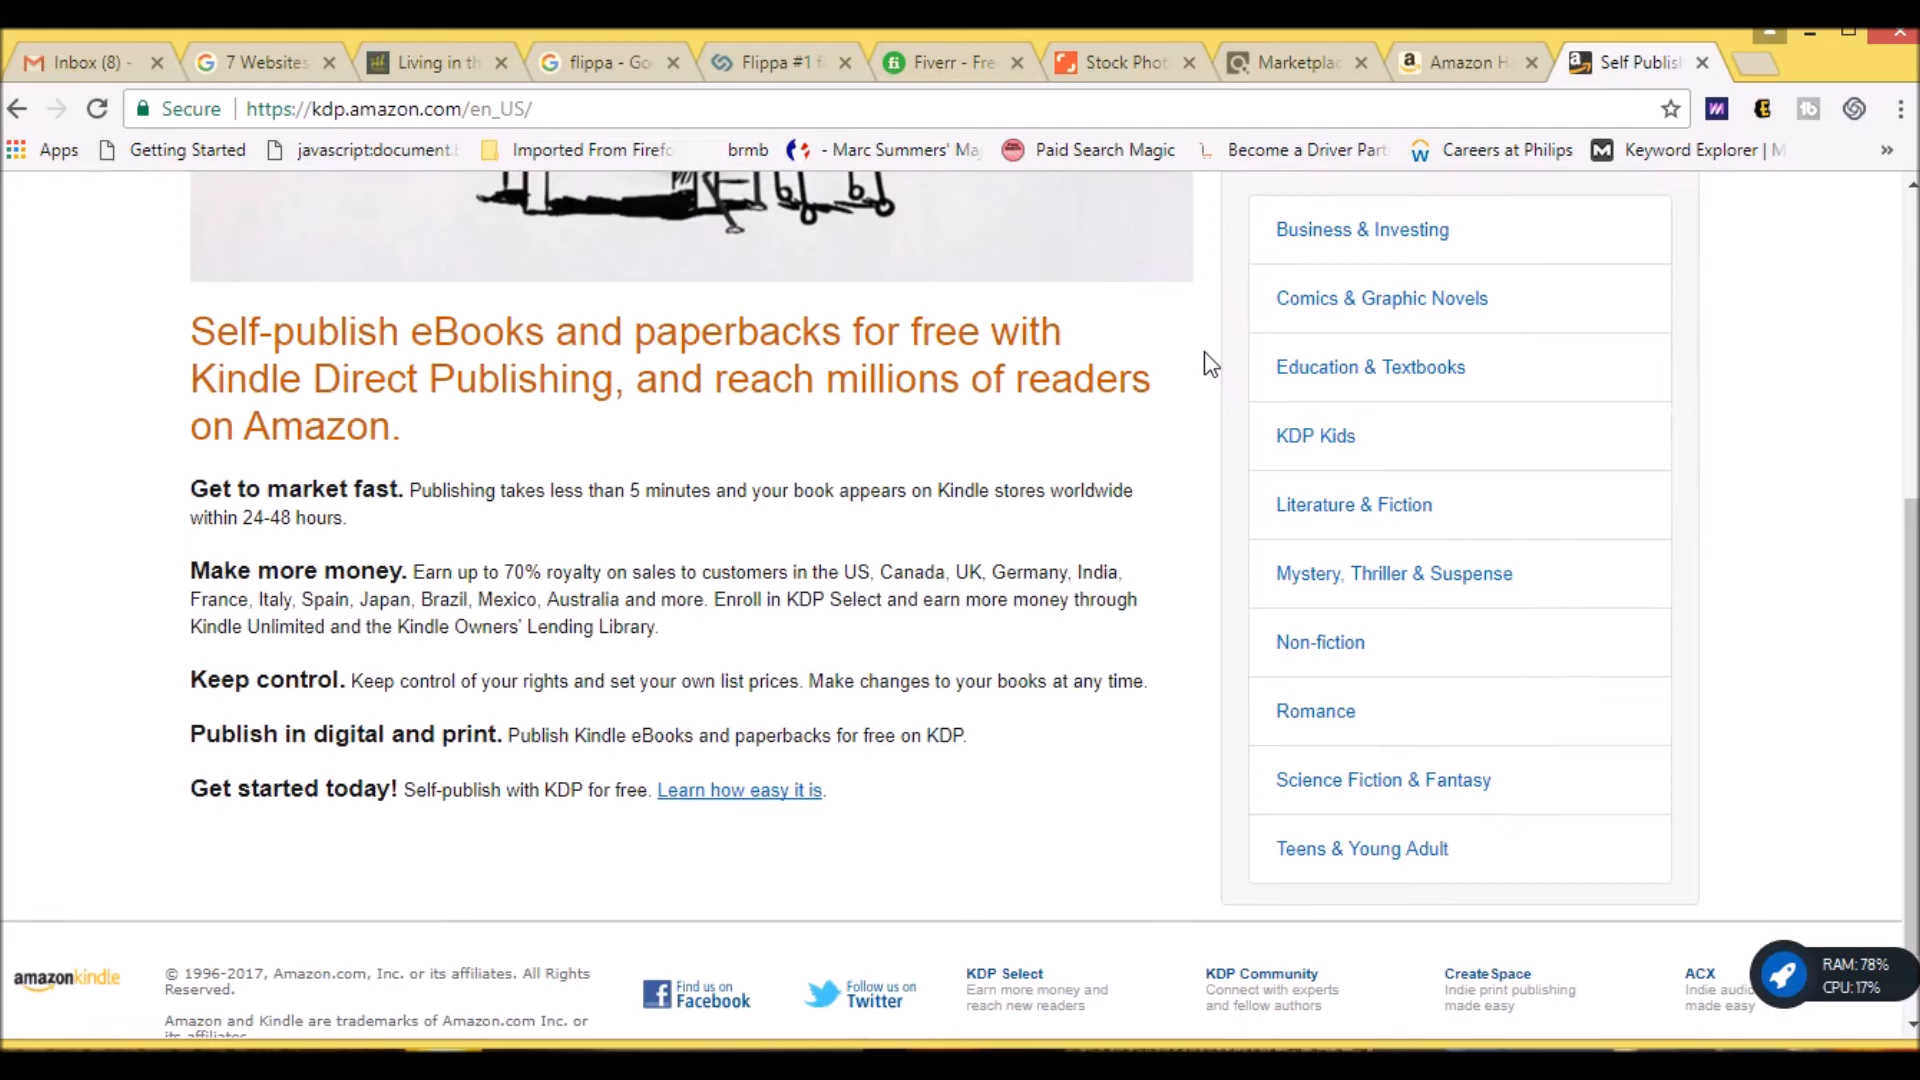 Inbox (8) -
7 Websites
Living in th
flippa - Go
Flippa #1 f
Fiverr - Fre
Stock Phot
Marketplac
Amazon H
Self Publis
Secure
https://kdp.amazon.com/en_US/
Apps
Getting Started
javascript:document.
Imported From Firefo
brmb
- Marc Summers' Ma
Paid Search Magic
Become a Driver Part
Careers at Philips
Keyword Explorer | M
»
Self-publish eBooks and paperbacks for free with
Kindle Direct Publishing, and reach millions of readers
on Amazon.
Get to market fast. Publishing takes less than 5 minutes and your book appears on Kindle stores worldwide
within 24-48 hours.
Make more money. Earn up to 70% royalty on sales to customers in the US, Canada, UK, Germany, India,
France, Italy, Spain, Japan, Brazil, Mexico, Australia and more. Enroll in KDP Select and earn more money through
Kindle Unlimited and the Kindle Owners' Lending Library.
Keep control. Keep control of your rights and set your own list prices. Make changes to your books at any time.
Publish in digital and print. Publish Kindle eBooks and paperbacks for free on KDP.
Get started today! Self-publish with KDP for free. Learn how easy it is.
Business & Investing
Comics & Graphic Novels
Education & Textbooks
KDP Kids
Literature & Fiction
Mystery, Thriller & Suspense
Non-fiction
Romance
Science Fiction & Fantasy
Teens & Young Adult
amazonkindle
© 1996-2017, Amazon.com, Inc. or its affiliates. All Rights
Reserved.
Amazon and Kindle are trademarks of Amazon.com Inc. or
its affiliates
Find us on
Facebook
Follow us on
Twitter
KDP Select
Earn more money and
reach new readers
KDP Community
Connect with experts
and fellow authors
CreateSpace
Indie print publishing
made easy
ACX
Indie audio
made easy
RAM: 78%
CPU: 17%